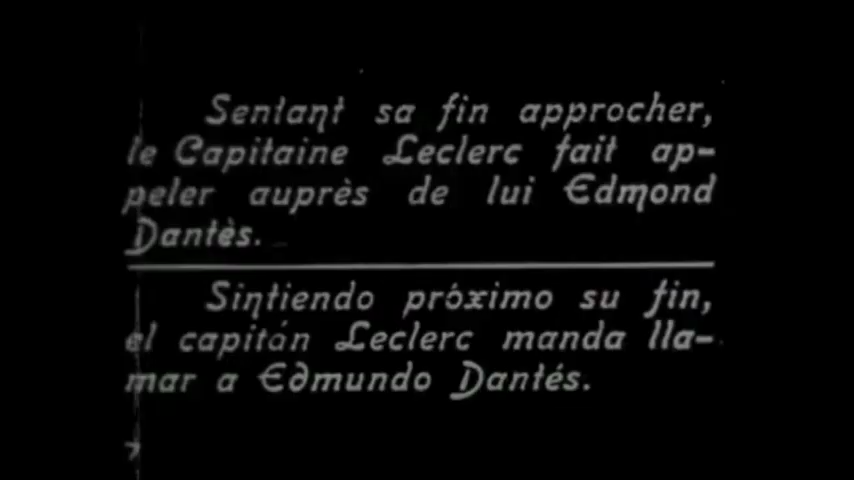 Sentant sa fin approcher,
le Capitaine Leclerc fait ap-
peler auprès de lui Edmond
Dantès.
Sintiendo próximo su fin,
el capitán Leclerc manda lla-
mar a Edmundo Dantés.